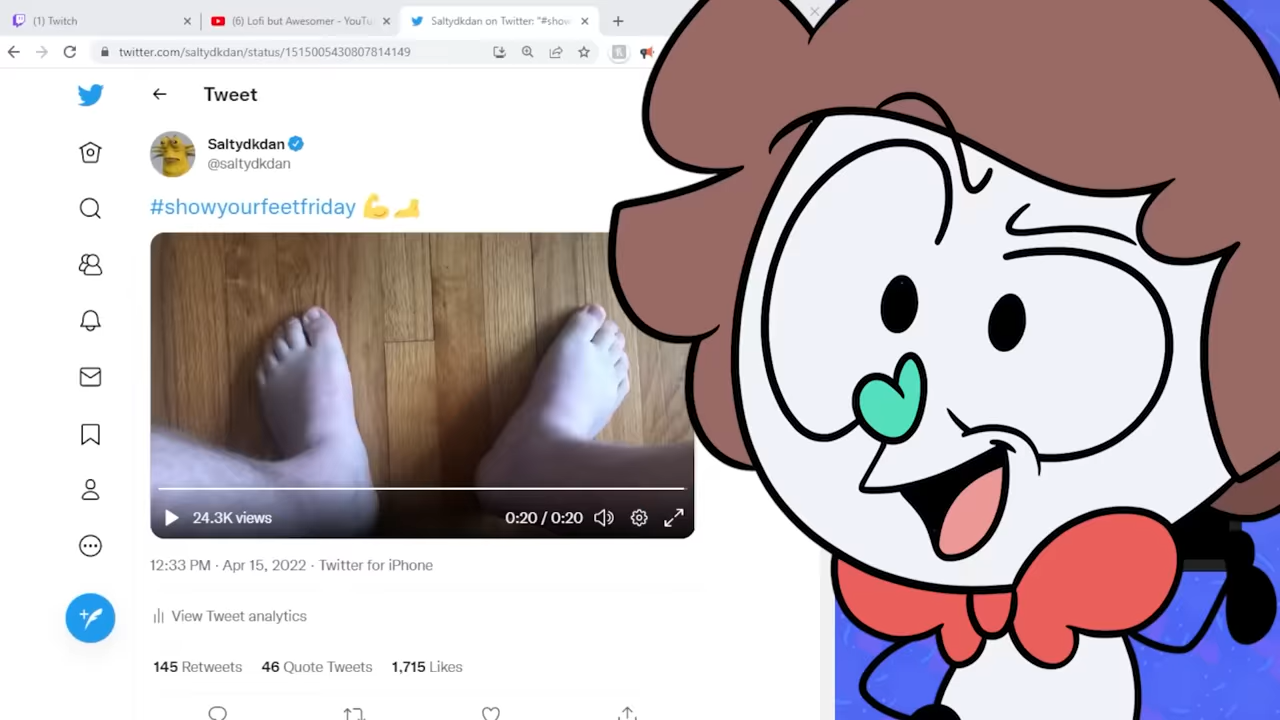 (1) Twitch
(6) Lofi but Awesomer - YouTu
Saltydkdan on Twitter: "#show
twitter.com/saltydkdan/status/1515005430807814149
Tweet
Saltydkdan
@saltydkdan
#showyourfeetfriday 💪🦶
24.3K views
0:20 / 0:20
12:33 PM · Apr 15, 2022 · Twitter for iPhone
View Tweet analytics
145 Retweets 46 Quote Tweets 1,715 Likes